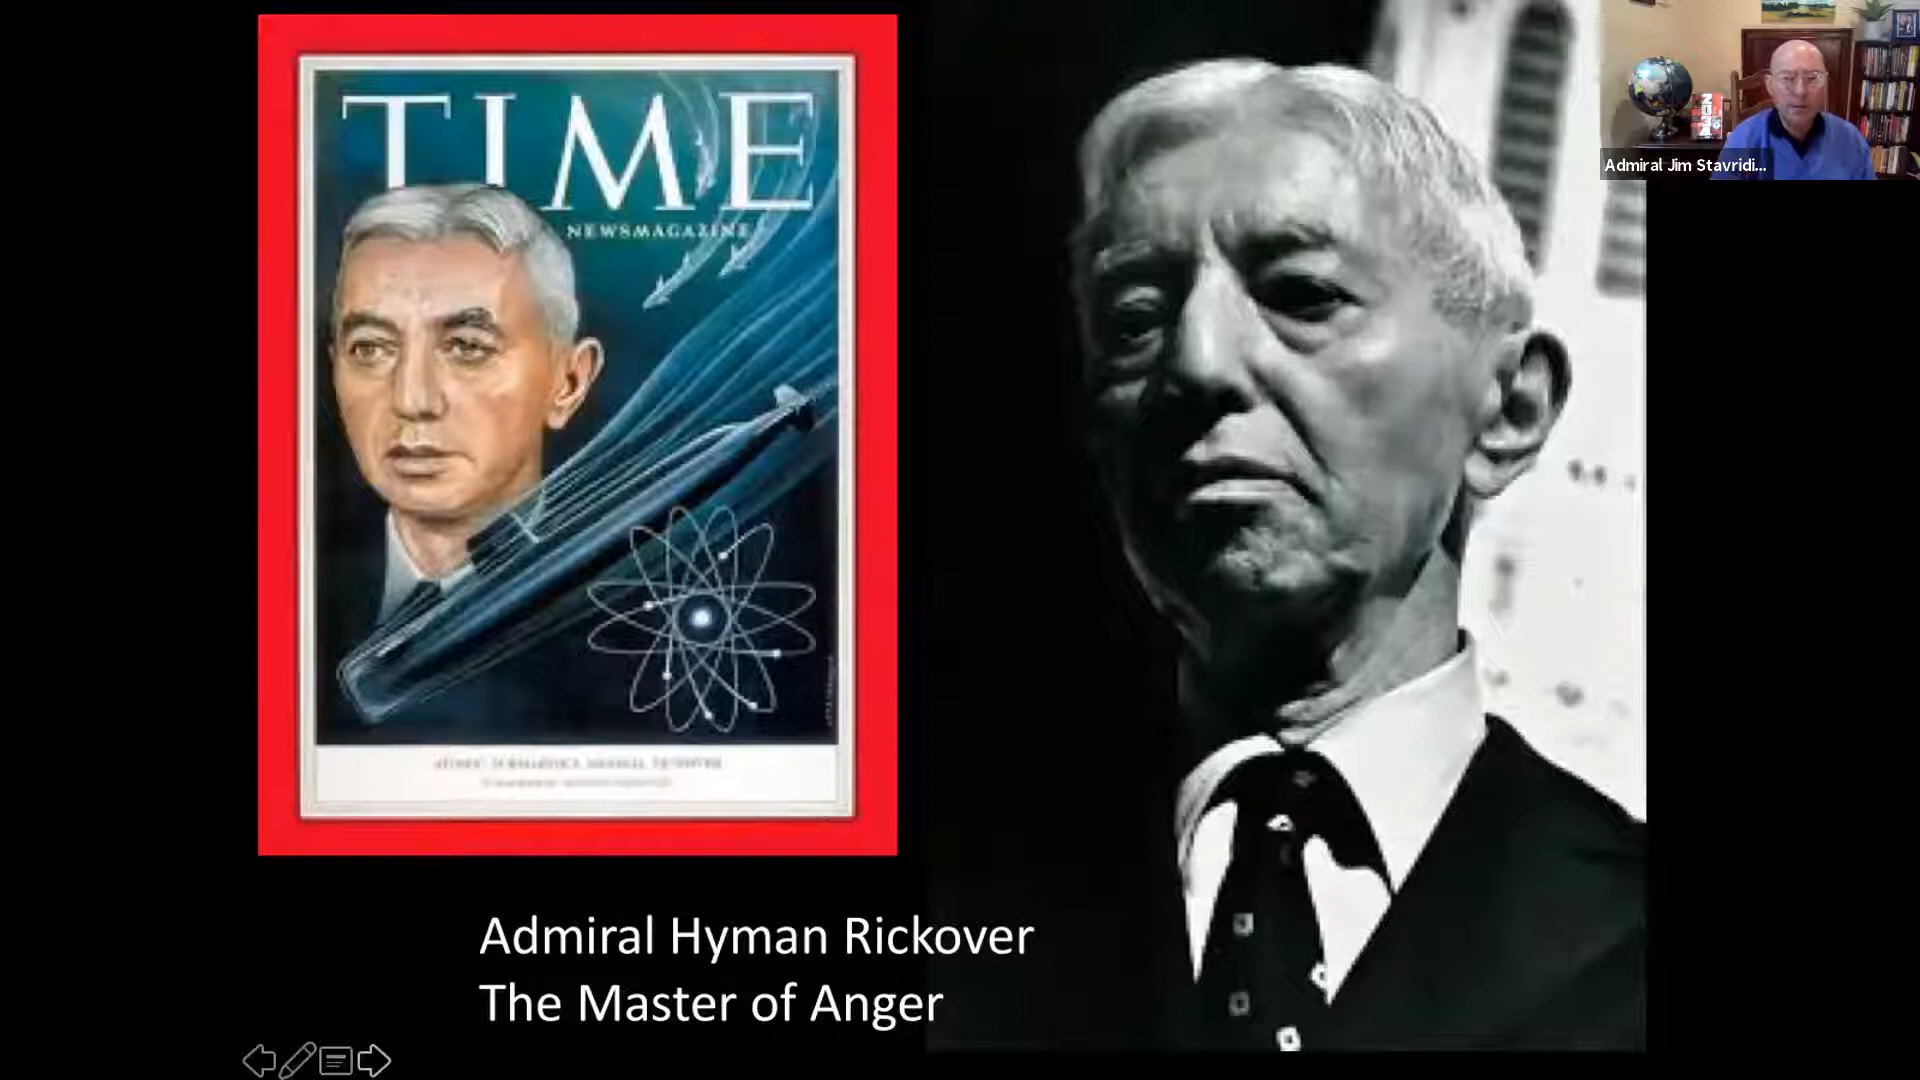 TIME
NEWSMAGAZINE
Admiral Jim Stavridi...
Admiral Hyman Rickover
The Master of Anger